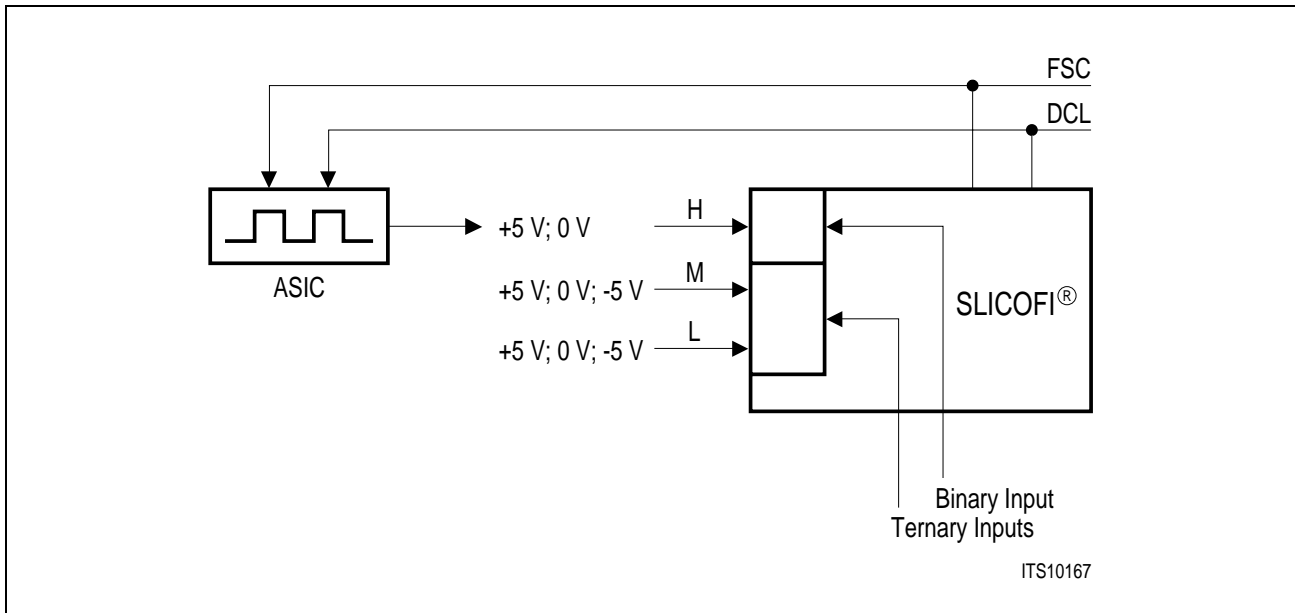 FSC
DCL
ASIC
+5 V; 0 V
H
+5 V; 0 V; -5 V
M
+5 V; 0 V; -5 V
L
SLICOFI®
Binary Input
Ternary Inputs
ITS10167